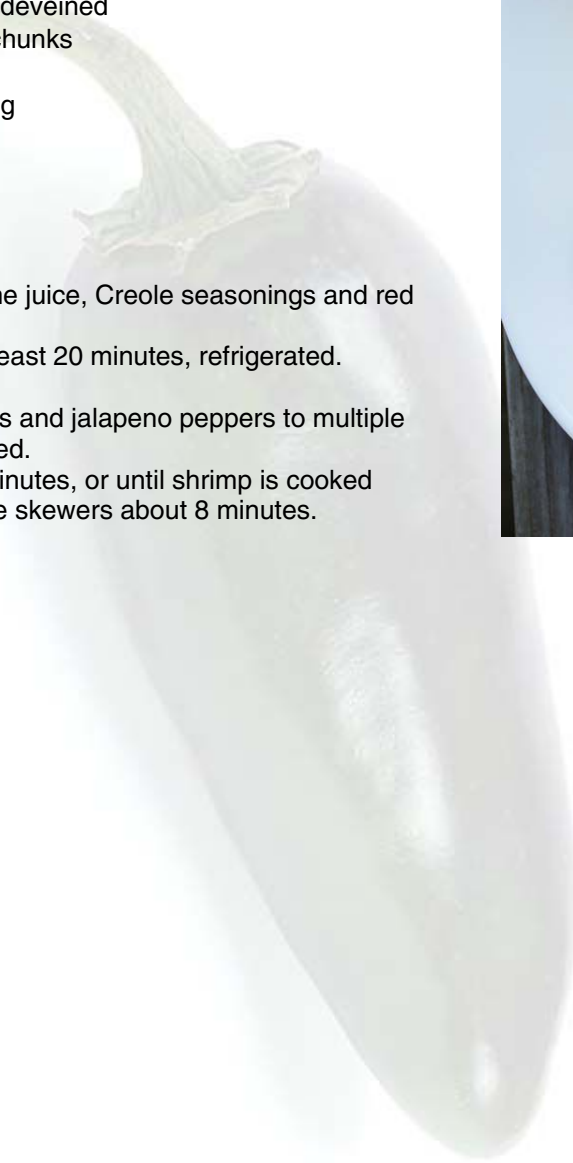 deveined
chunks
g
e juice, Creole seasonings and red
east 20 minutes, refrigerated.
s and jalapeno peppers to multiple
ed.
inutes, or until shrimp is cooked
e skewers about 8 minutes.